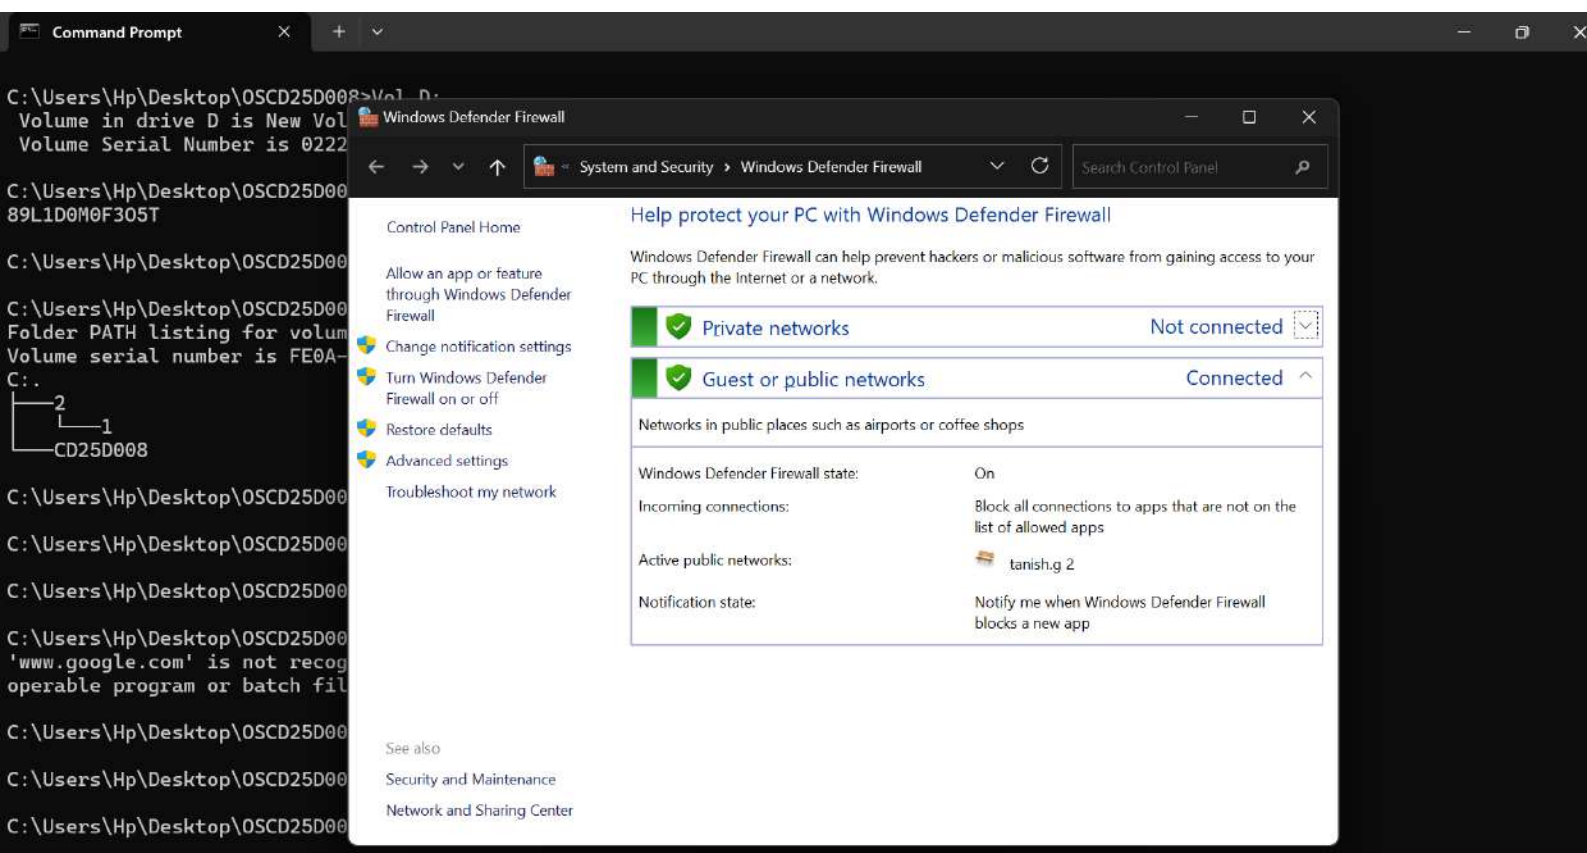 Command Prompt
C:\Users\Hp\Desktop\OSCD25D008>Vol D:
Volume in drive D is New Vol
Volume Serial Number is 0222
C:\Users\Hp\Desktop\OSCD25D00
89L1D0M0F3O5T
C:\Users\Hp\Desktop\OSCD25D00
C:\Users\Hp\Desktop\OSCD25D00
Folder PATH listing for volum
Volume serial number is FE0A-
C:.
├───2
│   └───1
└───CD25D008
C:\Users\Hp\Desktop\OSCD25D00
C:\Users\Hp\Desktop\OSCD25D00
C:\Users\Hp\Desktop\OSCD25D00
C:\Users\Hp\Desktop\OSCD25D00
'www.google.com' is not recog
operable program or batch fil
C:\Users\Hp\Desktop\OSCD25D00
C:\Users\Hp\Desktop\OSCD25D00
C:\Users\Hp\Desktop\OSCD25D00
Windows Defender Firewall
« System and Security › Windows Defender Firewall
Search Control Panel
Control Panel Home
Allow an app or feature
through Windows Defender
Firewall
Change notification settings
Turn Windows Defender
Firewall on or off
Restore defaults
Advanced settings
Troubleshoot my network
See also
Security and Maintenance
Network and Sharing Center
Help protect your PC with Windows Defender Firewall
Windows Defender Firewall can help prevent hackers or malicious software from gaining access to your
PC through the Internet or a network.
Private networks Not connected
Guest or public networks Connected
Networks in public places such as airports or coffee shops
Windows Defender Firewall state: On
Incoming connections: Block all connections to apps that are not on the
list of allowed apps
Active public networks: tanish.g 2
Notification state: Notify me when Windows Defender Firewall
blocks a new app